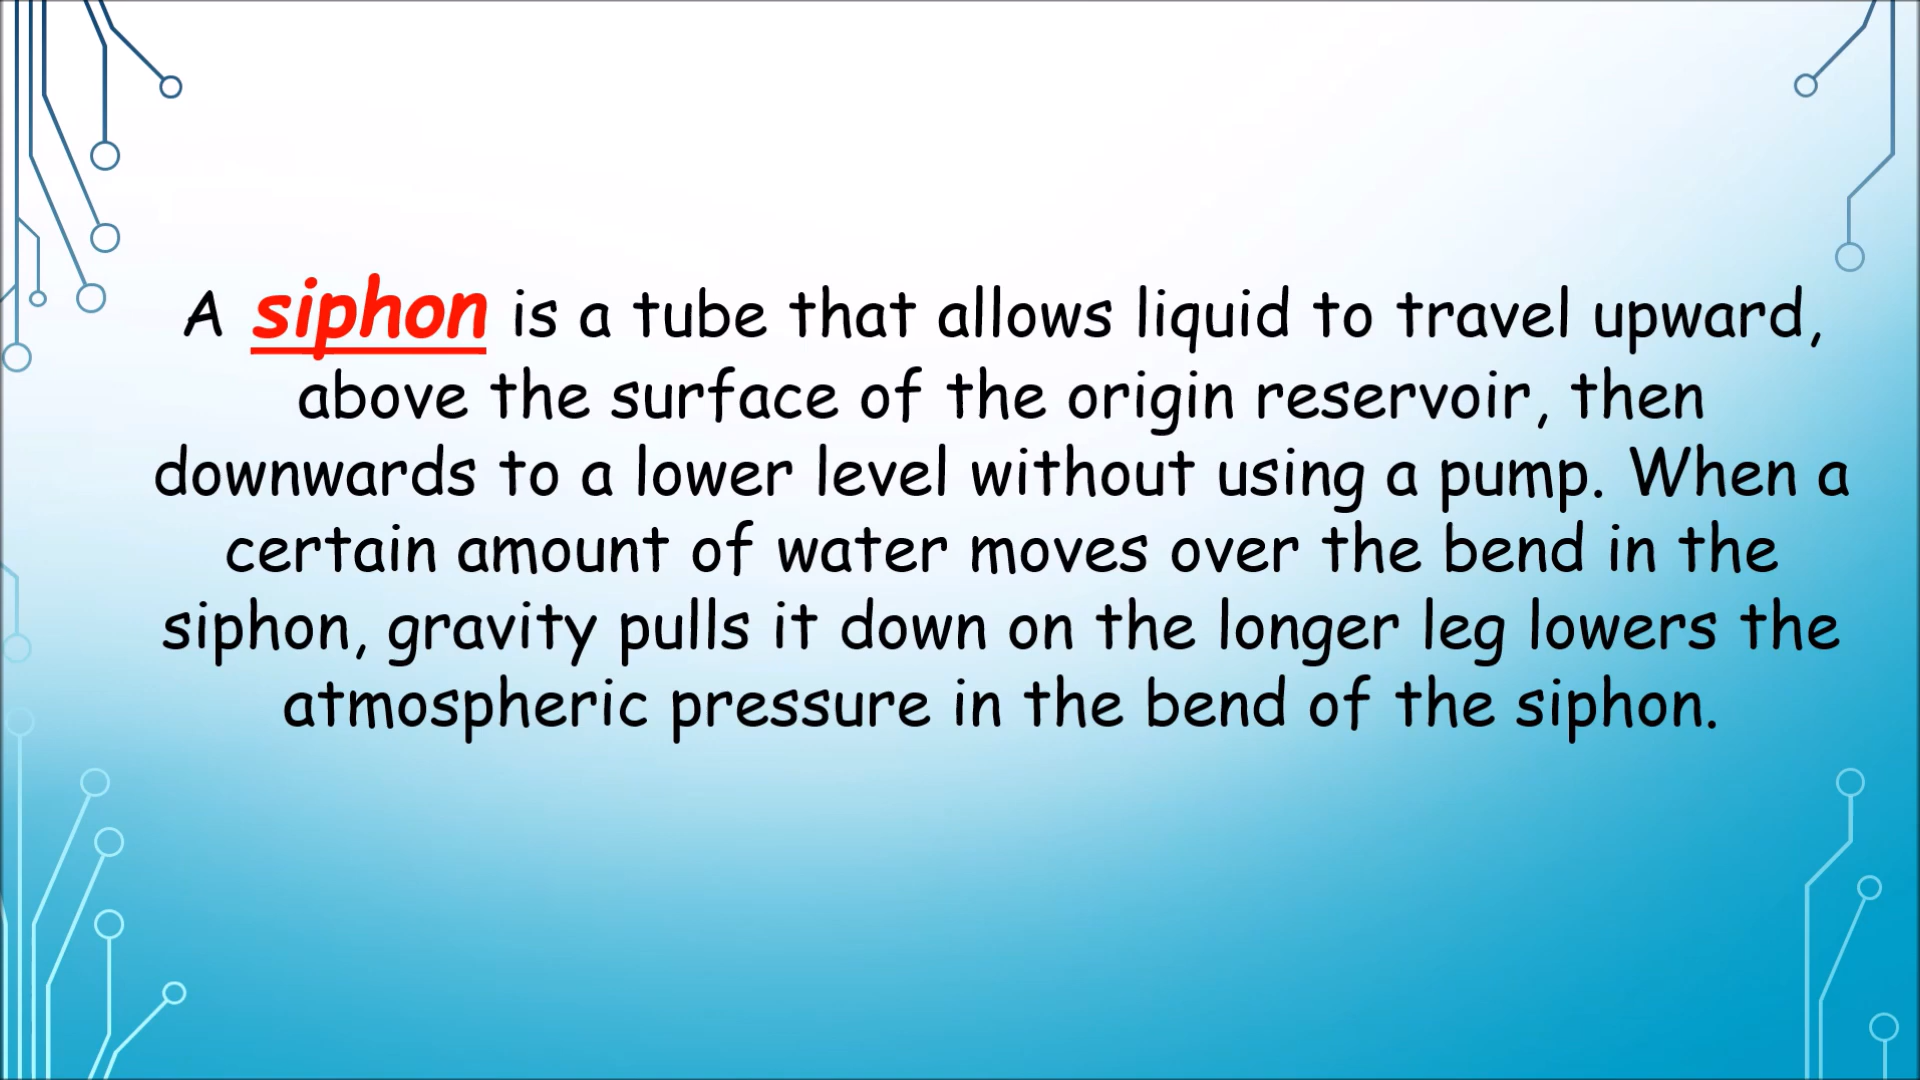 A siphon is a tube that allows liquid to travel upward,
above the surface of the origin reservoir, then
downwards to a lower level without using a pump. When a
certain amount of water moves over the bend in the
siphon, gravity pulls it down on the longer leg lowers the
atmospheric pressure in the bend of the siphon.